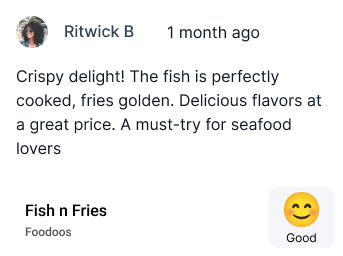 Ritwick B 1 month ago
Crispy delight! The fish is perfectly
cooked, fries golden. Delicious flavors at
a great price. A must-try for seafood
lovers
Fish n Fries
Foodoos
Good